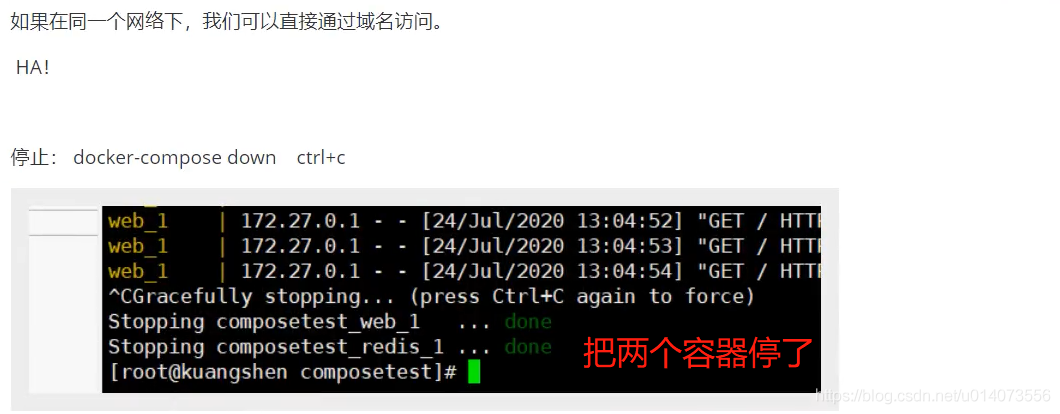 如果在同一个网络下，我们可以直接通过域名访问。
HA！
停止： docker-compose down ctrl+c
web_1 | 172.27.0.1 - - [24/Jul/2020 13:04:52] "GET / HTTP
web_1 | 172.27.0.1 - - [24/Jul/2020 13:04:53] "GET / HTTP
web_1 | 172.27.0.1 - - [24/Jul/2020 13:04:54] "GET / HTTP
^CGracefully stopping... (press Ctrl+C again to force)
Stopping composetest_web_1 ... done
Stopping composetest_redis_1 ... done
把两个容器停了
[root@kuangshen composetest]#
https://blog.csdn.net/u014073556